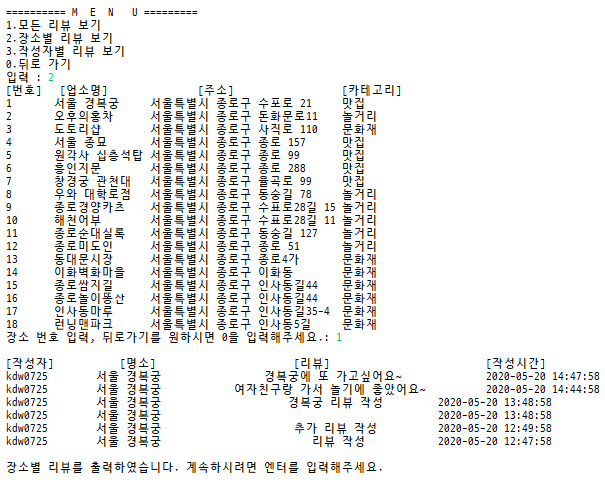 ========== M  E  N  U =========
1.모든 리뷰 보기
2.장소별 리뷰 보기
3.작성자별 리뷰 보기
0.뒤로 가기
입력 : 2
[번호] [업소명] [주소] [카테고리]
1 서울 경복궁 서울특별시 종로구 수포로 21 맛집
2 오후의홍차 서울특별시 종로구 돈화문로11 놀거리
3 도토리샵 서울특별시 종로구 사직로 110 문화재
4 서울 종묘 서울특별시 종로구 종로 157 맛집
5 원각사 십층석탑 서울특별시 종로구 종로 99 맛집
6 흥인지문 서울특별시 종로구 종로 288 맛집
7 창경궁 관천대 서울특별시 종로구 율곡로 99 맛집
8 우와 대학로점 서울특별시 종로구 동숭길 78 놀거리
9 종로경양카츠 서울특별시 종로구 수표로28길 15 놀거리
10 해천어부 서울특별시 종로구 수표로28길 11 놀거리
11 종로순대실록 서울특별시 종로구 동숭길 127 놀거리
12 종로미도인 서울특별시 종로구 종로 51 놀거리
13 동대문시장 서울특별시 종로구 종로4가 문화재
14 이화벽화마을 서울특별시 종로구 이화동 문화재
15 종로쌈지길 서울특별시 종로구 인사동길44 문화재
16 종로놀이똥산 서울특별시 종로구 인사동길44 문화재
17 인사동마루 서울특별시 종로구 인사동길35-4 문화재
18 런닝맨파크 서울특별시 종로구 인사동5길 문화재
장소 번호 입력, 뒤로가기를 원하시면 0을 입력해주세요.: 1
[작성자] [명소] [리뷰] [작성시간]
kdw0725 서울 경복궁 경복궁에 또 가고싶어요~ 2020-05-20 14:47:58
kdw0725 서울 경복궁 여자친구랑 가서 놀기에 좋았어요~ 2020-05-20 14:44:58
kdw0725 서울 경복궁 경복궁 리뷰 작성 2020-05-20 13:48:58
kdw0725 서울 경복궁 2020-05-20 13:48:58
kdw0725 서울 경복궁 추가 리뷰 작성 2020-05-20 12:49:58
kdw0725 서울 경복궁 리뷰 작성 2020-05-20 12:47:58
장소별 리뷰를 출력하였습니다. 계속하시려면 엔터를 입력해주세요.